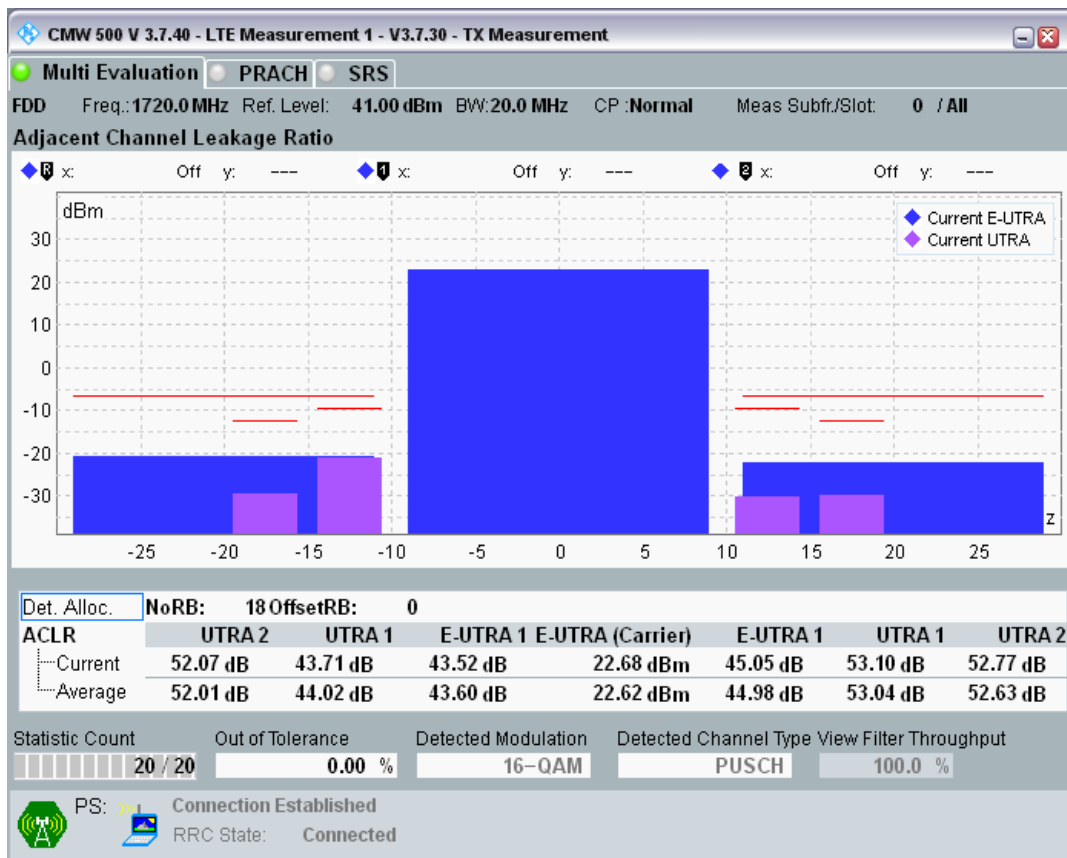 CMW 500 V 3.7.40 - LTE Measurement 1 - V3.7.30 - TX Measurement
Multi Evaluation PRACH SRS
FDD Freq.: 1720.0 MHz Ref. Level: 41.00 dBm BW: 20.0 MHz CP : Normal Meas Subfr./Slot: 0 / All
Adjacent Channel Leakage Ratio
R x: Off y: --- 1 x: Off y: --- 2 x: Off y: ---
dBm
Current E-UTRA
Current UTRA
30
20
10
0
-10
-20
-30
z
-25 -20 -15 -10 -5 0 5 10 15 20 25
Det. Alloc. NoRB: 18 OffsetRB: 0
ACLR UTRA 2 UTRA 1 E-UTRA 1 E-UTRA (Carrier) E-UTRA 1 UTRA 1 UTRA 2
Current 52.07 dB 43.71 dB 43.52 dB 22.68 dBm 45.05 dB 53.10 dB 52.77 dB
Average 52.01 dB 44.02 dB 43.60 dB 22.62 dBm 44.98 dB 53.04 dB 52.63 dB
Statistic Count Out of Tolerance Detected Modulation Detected Channel Type View Filter Throughput
20 / 20 0.00 % 16-QAM PUSCH 100.0 %
PS: Connection Established
RRC State: Connected